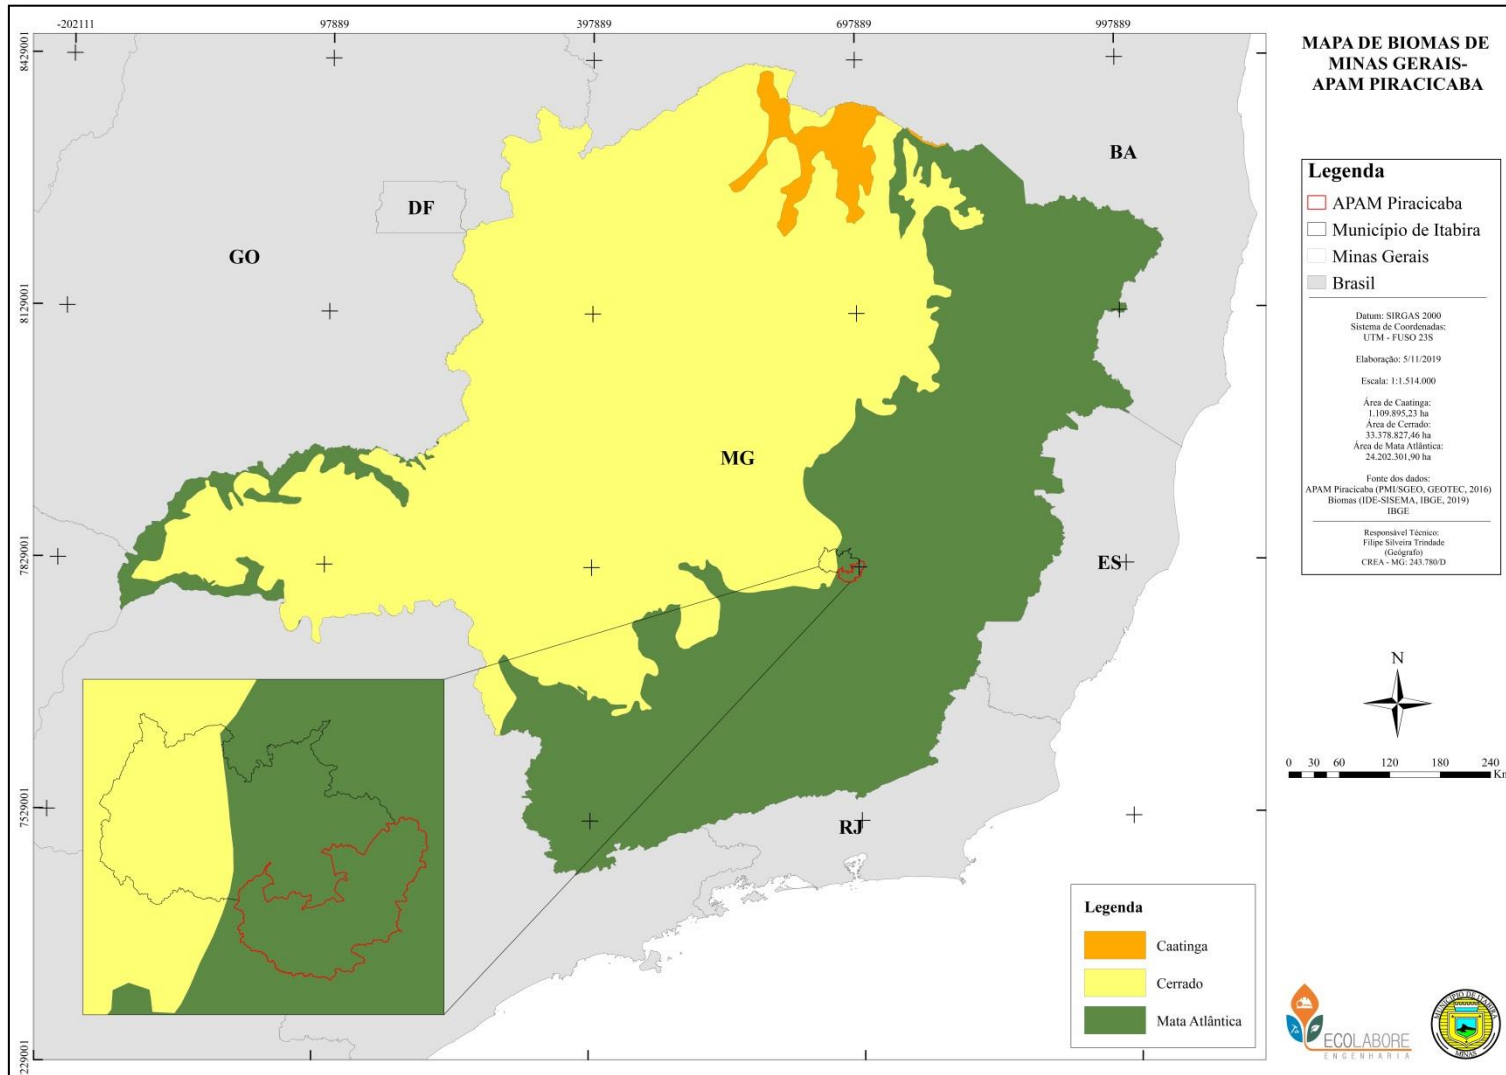 -202111
97889
397889
697889
997889
8429001
8129001
7829001
7529001
229001
MAPA DE BIOMAS DE
MINAS GERAIS-
APAM PIRACICABA
Legenda
APAM Piracicaba
Município de Itabira
Minas Gerais
Brasil
Datum: SIRGAS 2000
Sistema de Coordenadas:
UTM - FUSO 23S
Elaboração: 5/11/2019
Escala: 1:1.514.000
Área de Caatinga:
1.109.895,23 ha
Área de Cerrado:
33.378.827,46 ha
Área de Mata Atlântica:
24.202.301,90 ha
Fonte dos dados:
APAM Piracicaba (PMI/SGEO, GEOTEC, 2016)
Biomas (IDE-SISEMA, IBGE, 2019)
IBGE
Responsável Técnico:
Filipe Silveira Trindade
(Geógrafo)
CREA - MG: 243.780/D
BA
DF
GO
MG
ES
RJ
N
0 30 60 120 180 240
Km
Legenda
Caatinga
Cerrado
Mata Atlântica
ECOLABORE
ENGENHARIA
MUNICÍPIO DE ITABIRA
MINAS